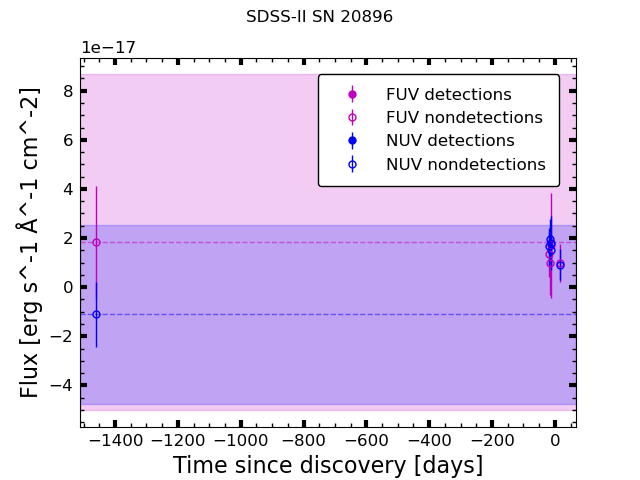 SDSS-II SN 20896
1e−17
FUV detections
FUV nondetections
NUV detections
NUV nondetections
8
6
4
2
0
−2
−4
Flux [erg s^-1 Å^-1 cm^-2]
−1400 −1200 −1000 −800 −600 −400 −200 0
Time since discovery [days]